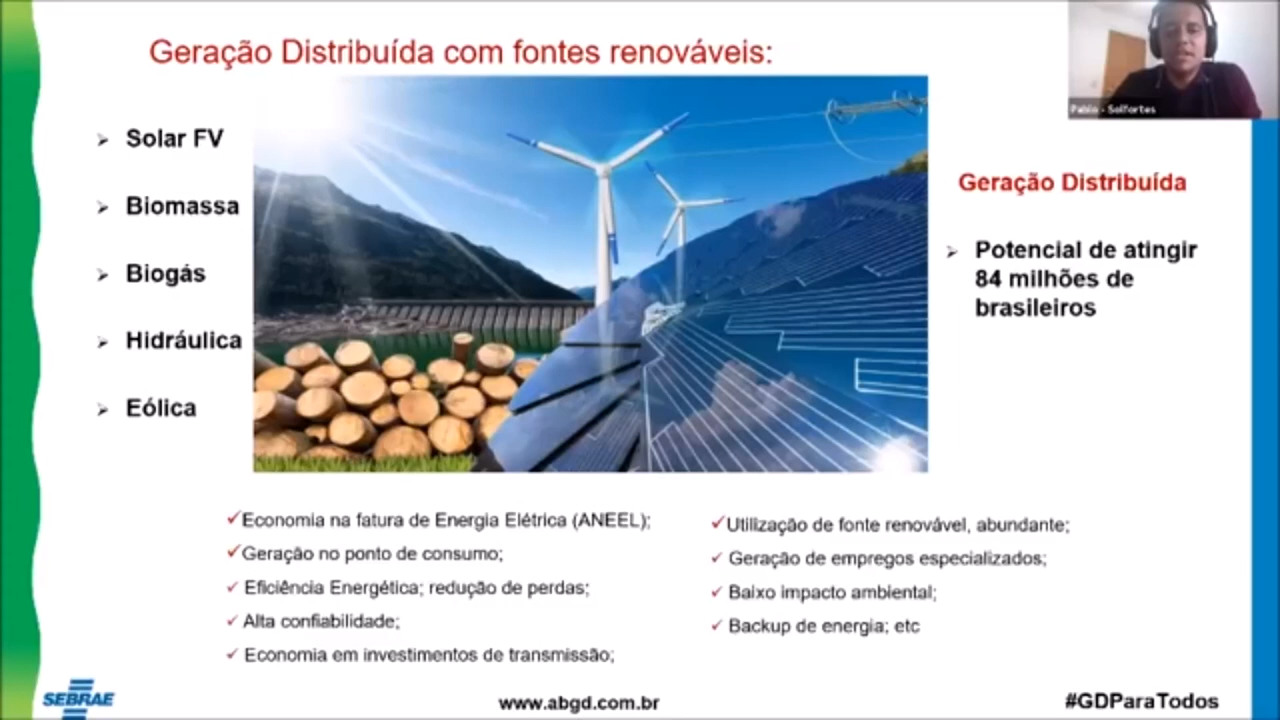 Geração Distribuída com fontes renováveis:
Pablo - Solfortes
➢ Solar FV
➢ Biomassa
➢ Biogás
➢ Hidráulica
➢ Eólica
Geração Distribuída
➢ Potencial de atingir
84 milhões de
brasileiros
✓Economia na fatura de Energia Elétrica (ANEEL);
✓Geração no ponto de consumo;
✓ Eficiência Energética; redução de perdas;
✓ Alta confiabilidade;
✓ Economia em investimentos de transmissão;
✓Utilização de fonte renovável, abundante;
✓ Geração de empregos especializados;
✓ Baixo impacto ambiental;
✓ Backup de energia; etc
SEBRAE
www.abgd.com.br
#GDParaTodos